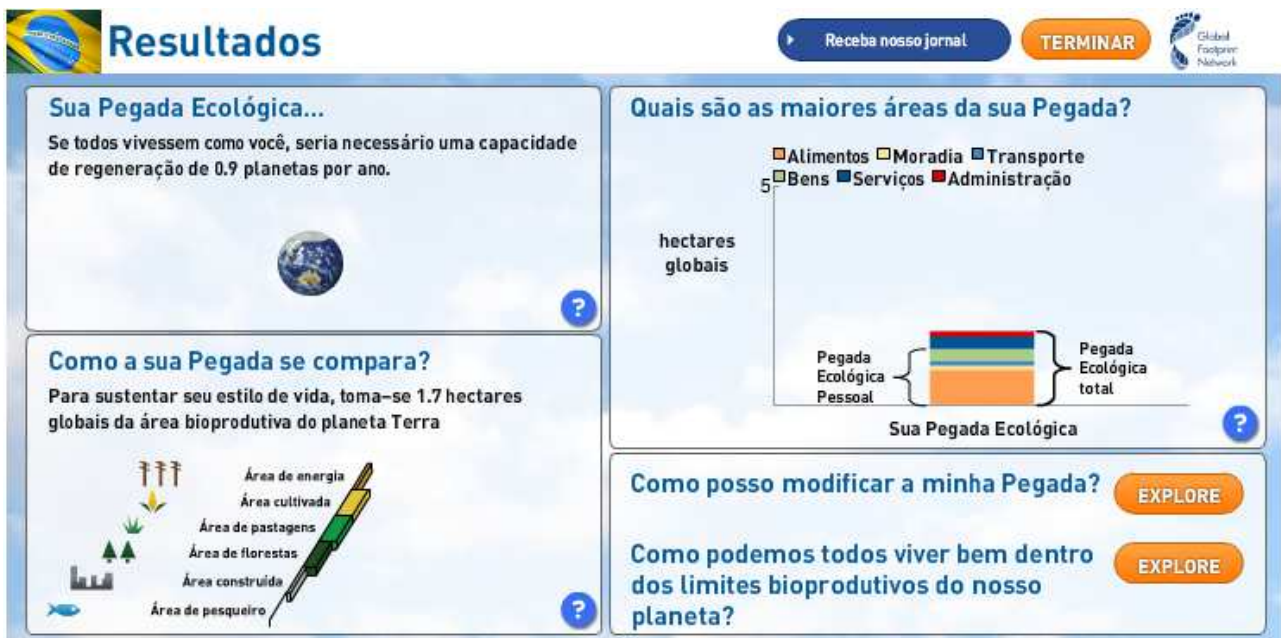 Resultados
Receba nosso jornal
TERMINAR
Global
Footprint
Network
Sua Pegada Ecológica...
Se todos vivessem como você, seria necessário uma capacidade
de regeneração de 0.9 planetas por ano.
?
Como a sua Pegada se compara?
Para sustentar seu estilo de vida, toma-se 1.7 hectares
globais da área bioprodutiva do planeta Terra
Área de energia
Área cultivada
Área de pastagens
Área de florestas
Área construída
Área de pesqueiro
?
Quais são as maiores áreas da sua Pegada?
Alimentos Moradia Transporte
Bens Serviços Administração
5
hectares
globais
Pegada
Ecológica
Pessoal
Pegada
Ecológica
total
Sua Pegada Ecológica
?
Como posso modificar a minha Pegada?
EXPLORE
Como podemos todos viver bem dentro
dos limites bioprodutivos do nosso
planeta?
EXPLORE